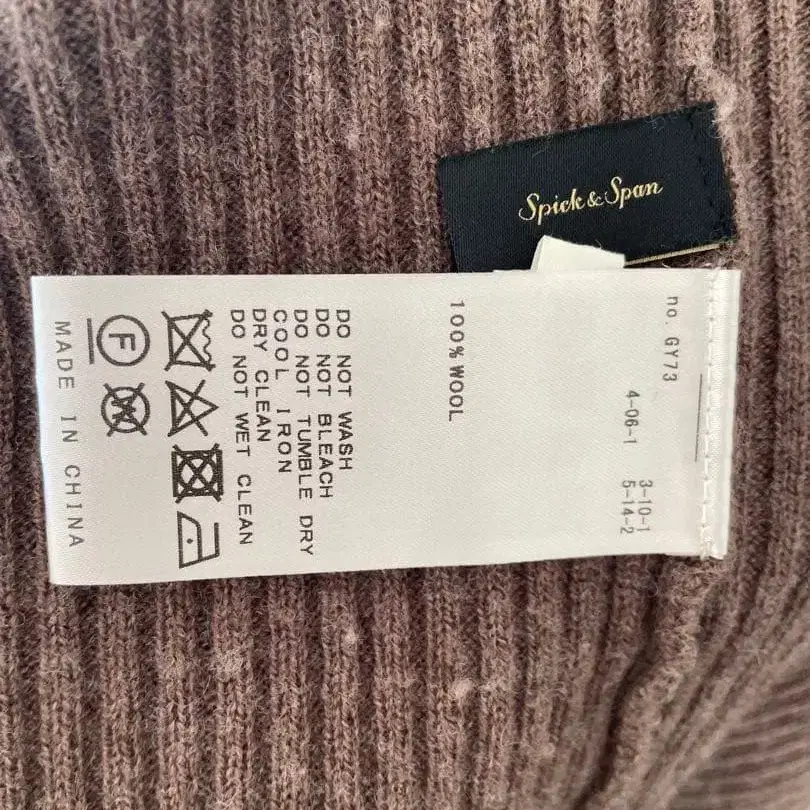 Spick & Span
no. GY73
4-06-1
3-10-1
5-14-2
100% WOOL
DO NOT WASH
DO NOT BLEACH
DO NOT TUMBLE DRY
COOL IRON
DRY CLEAN
DO NOT WET CLEAN
F
W
MADE IN CHINA